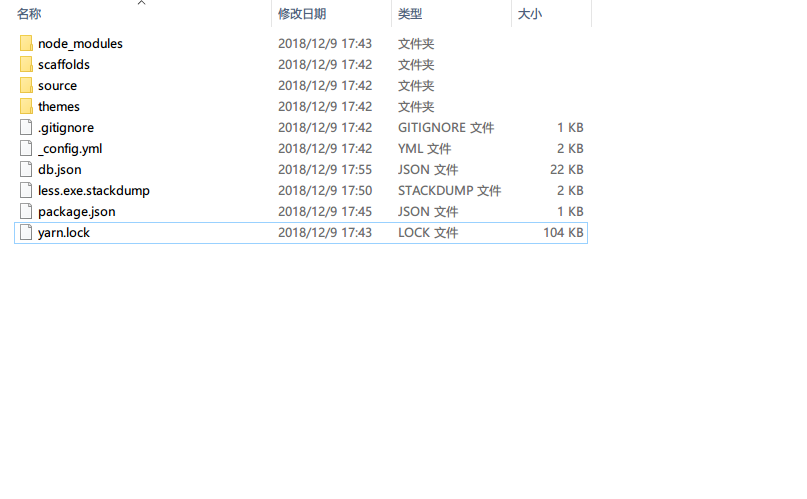 名称 修改日期 类型 大小
node_modules 2018/12/9 17:43 文件夹
scaffolds 2018/12/9 17:42 文件夹
source 2018/12/9 17:42 文件夹
themes 2018/12/9 17:42 文件夹
.gitignore 2018/12/9 17:42 GITIGNORE 文件 1 KB
_config.yml 2018/12/9 17:42 YML 文件 2 KB
db.json 2018/12/9 17:55 JSON 文件 22 KB
less.exe.stackdump 2018/12/9 17:50 STACKDUMP 文件 2 KB
package.json 2018/12/9 17:45 JSON 文件 1 KB
yarn.lock 2018/12/9 17:43 LOCK 文件 104 KB